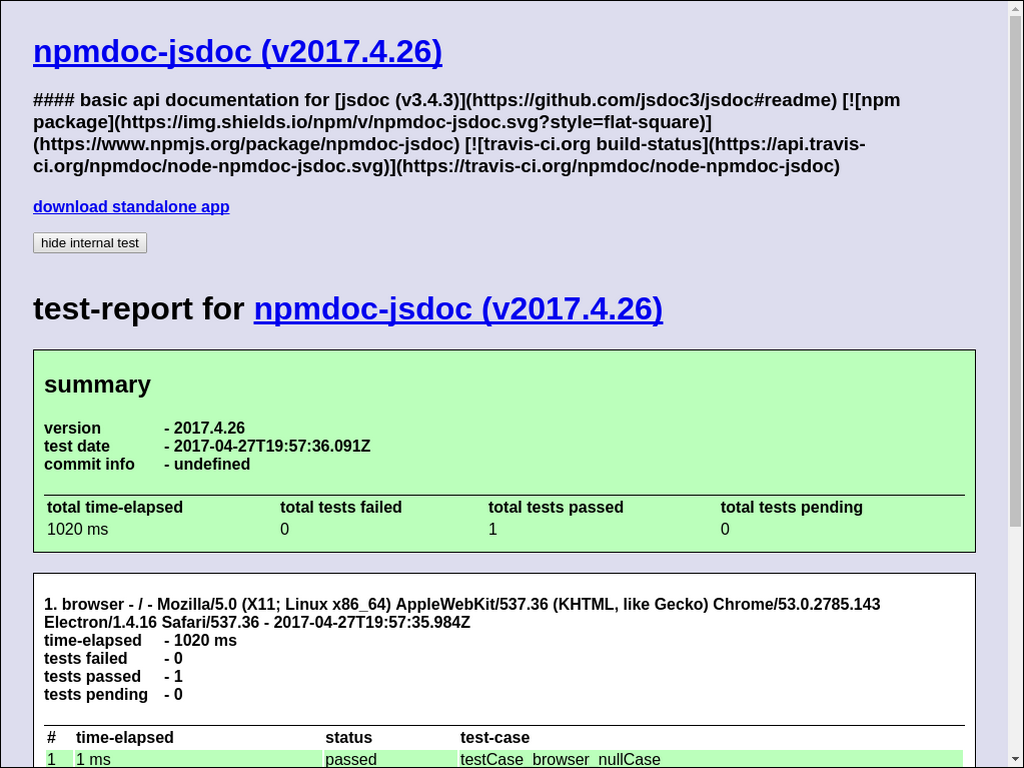 npmdoc-jsdoc (v2017.4.26)
#### basic api documentation for [jsdoc (v3.4.3)](https://github.com/jsdoc3/jsdoc#readme) [![npm
package](https://img.shields.io/npm/v/npmdoc-jsdoc.svg?style=flat-square)]
(https://www.npmjs.org/package/npmdoc-jsdoc) [![travis-ci.org build-status](https://api.travis-
ci.org/npmdoc/node-npmdoc-jsdoc.svg)](https://travis-ci.org/npmdoc/node-npmdoc-jsdoc)
download standalone app
hide internal test
test-report for npmdoc-jsdoc (v2017.4.26)
summary
version - 2017.4.26
test date - 2017-04-27T19:57:36.091Z
commit info - undefined
total time-elapsed total tests failed total tests passed total tests pending
1020 ms 0 1 0
1. browser - / - Mozilla/5.0 (X11; Linux x86_64) AppleWebKit/537.36 (KHTML, like Gecko) Chrome/53.0.2785.143
Electron/1.4.16 Safari/537.36 - 2017-04-27T19:57:35.984Z
time-elapsed - 1020 ms
tests failed - 0
tests passed - 1
tests pending - 0
# time-elapsed status test-case
1 1 ms passed testCase_browser_nullCase